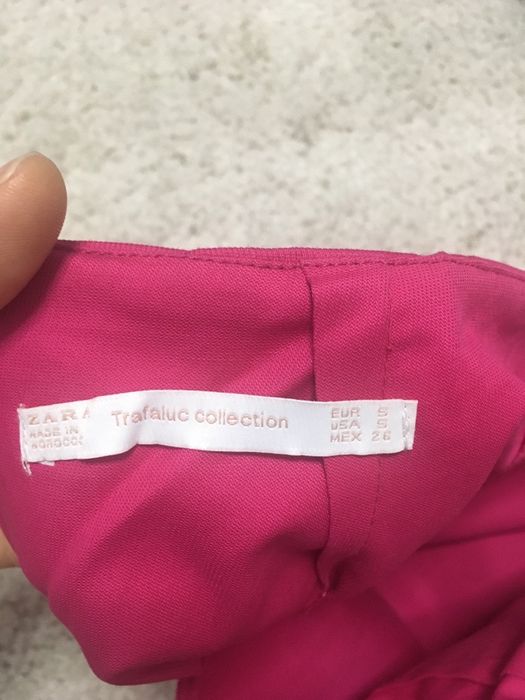 ZARA
MADE IN
MOROCCO
Trafaluc collection
EUR S
USA S
MEX 26